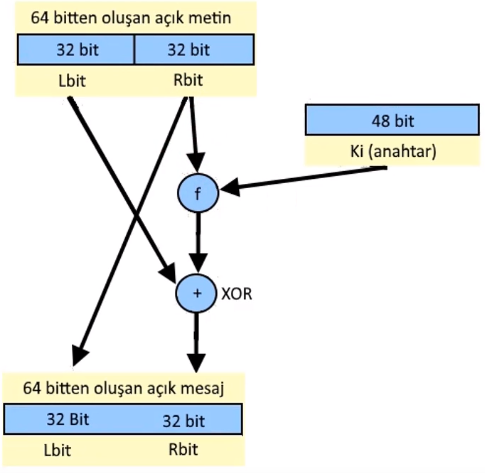 64 bitten oluşan açık metin
32 bit 32 bit
Lbit Rbit
48 bit
Ki (anahtar)
f
+ XOR
64 bitten oluşan açık mesaj
32 Bit 32 bit
Lbit Rbit